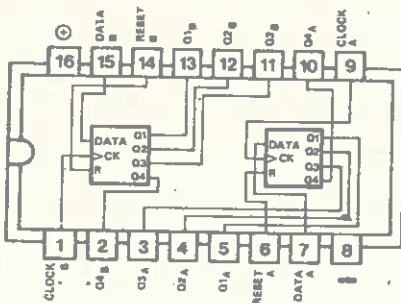 ⊕
DATA B
RESET B
Q1B
Q2B
Q3B
Q4A
CLOCK A
16
15
14
13
12
11
10
9
DATA
CK
R
Q1
Q2
Q3
Q4
DATA
CK
R
Q1
Q2
Q3
Q4
1
2
3
4
5
6
7
8
CLOCK B
Q4B
Q3A
Q2A
Q1A
RESET A
DATA A